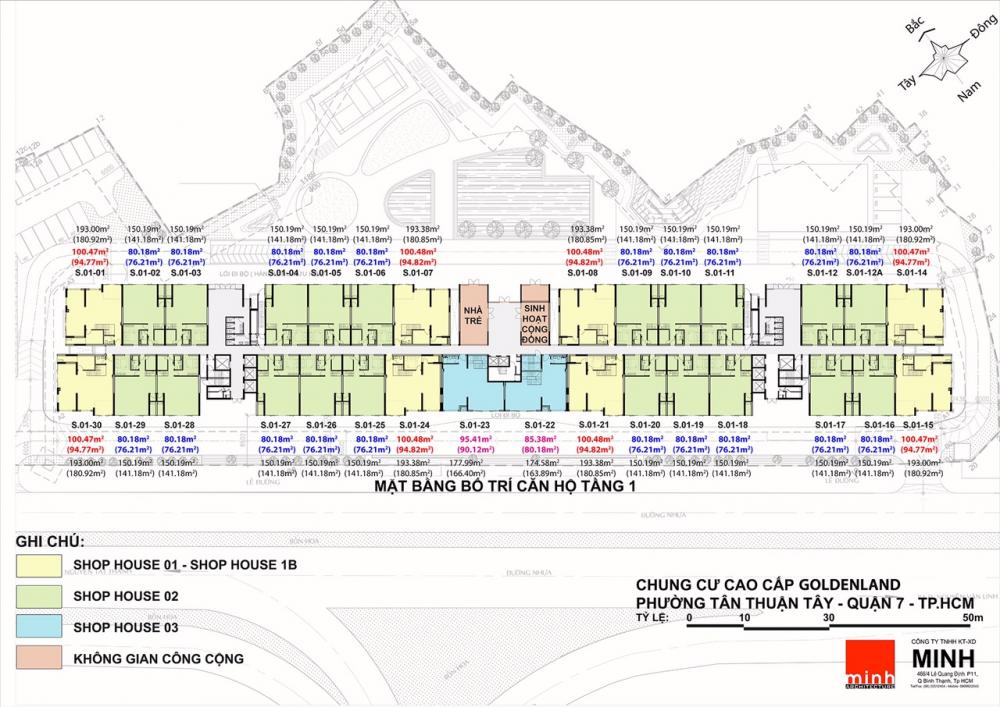 Bắc
Đông
Tây
Nam
193.00m² 150.19m² 150.19m² 150.19m² 150.19m² 150.19m² 193.38m² 193.38m² 150.19m² 150.19m² 150.19m² 150.19m² 150.19m² 193.00m²
(180.92m²) (141.18m²) (141.18m²) (141.18m²) (141.18m²) (141.18m²) (180.85m²) (180.85m²) (141.18m²) (141.18m²) (141.18m²) (141.18m²) (141.18m²) (180.92m²)
100.47m² 80.18m² 80.18m² 80.18m² 80.18m² 80.18m² 100.48m² 100.48m² 80.18m² 80.18m² 80.18m² 80.18m² 80.18m² 100.47m²
(94.77m²) (76.21m²) (76.21m²) (76.21m²) (76.21m²) (76.21m²) (94.82m²) (94.82m²) (76.21m²) (76.21m²) (76.21m²) (76.21m²) (76.21m²) (94.77m²)
S.01-01 S.01-02 S.01-03 S.01-04 S.01-05 S.01-06 S.01-07 S.01-08 S.01-09 S.01-10 S.01-11 S.01-12 S.01-12A S.01-14
NHÀ
TRẺ
SINH
HOẠT
CỘNG
ĐỒNG
LỐI ĐI BỘ
S.01-30 S.01-29 S.01-28 S.01-27 S.01-26 S.01-25 S.01-24 S.01-23 S.01-22 S.01-21 S.01-20 S.01-19 S.01-18 S.01-17 S.01-16 S.01-15
100.47m² 80.18m² 80.18m² 80.18m² 80.18m² 80.18m² 100.48m² 95.41m² 85.38m² 100.48m² 80.18m² 80.18m² 80.18m² 80.18m² 80.18m² 100.47m²
(94.77m²) (76.21m²) (76.21m²) (76.21m²) (76.21m²) (76.21m²) (94.82m²) (90.12m²) (80.18m²) (94.82m²) (76.21m²) (76.21m²) (76.21m²) (76.21m²) (76.21m²) (94.77m²)
193.00m² 150.19m² 150.19m² 150.19m² 150.19m² 150.19m² 193.38m² 177.99m² 174.58m² 193.38m² 150.19m² 150.19m² 150.19m² 150.19m² 150.19m² 193.00m²
(180.92m²) (141.18m²) (141.18m²) (141.18m²) (141.18m²) (141.18m²) (180.85m²) (166.40m²) (163.89m²) (180.85m²) (141.18m²) (141.18m²) (141.18m²) (141.18m²) (141.18m²) (180.92m²)
LỀ ĐƯỜNG
LỀ ĐƯỜNG
MẶT BẰNG BỐ TRÍ CĂN HỘ TẦNG 1
ĐƯỜNG NHỰA
BỒN HOA
GHI CHÚ:
SHOP HOUSE 01 - SHOP HOUSE 1B
ĐƯỜNG NHỰA
SHOP HOUSE 02
BỒN HOA
SHOP HOUSE 03
KHÔNG GIAN CÔNG CỘNG
BỒN HOA
CHUNG CƯ CAO CẤP GOLDENLAND
PHƯỜNG TÂN THUẬN TÂY - QUẬN 7 - TP.HCM
TỶ LỆ: 0 10 30 50m
minh
ARCHITECTURE
CÔNG TY TNHH KT-XD
MINH
466/4 Lê Quang Định P11,
Q Bình Thạnh, Tp HCM